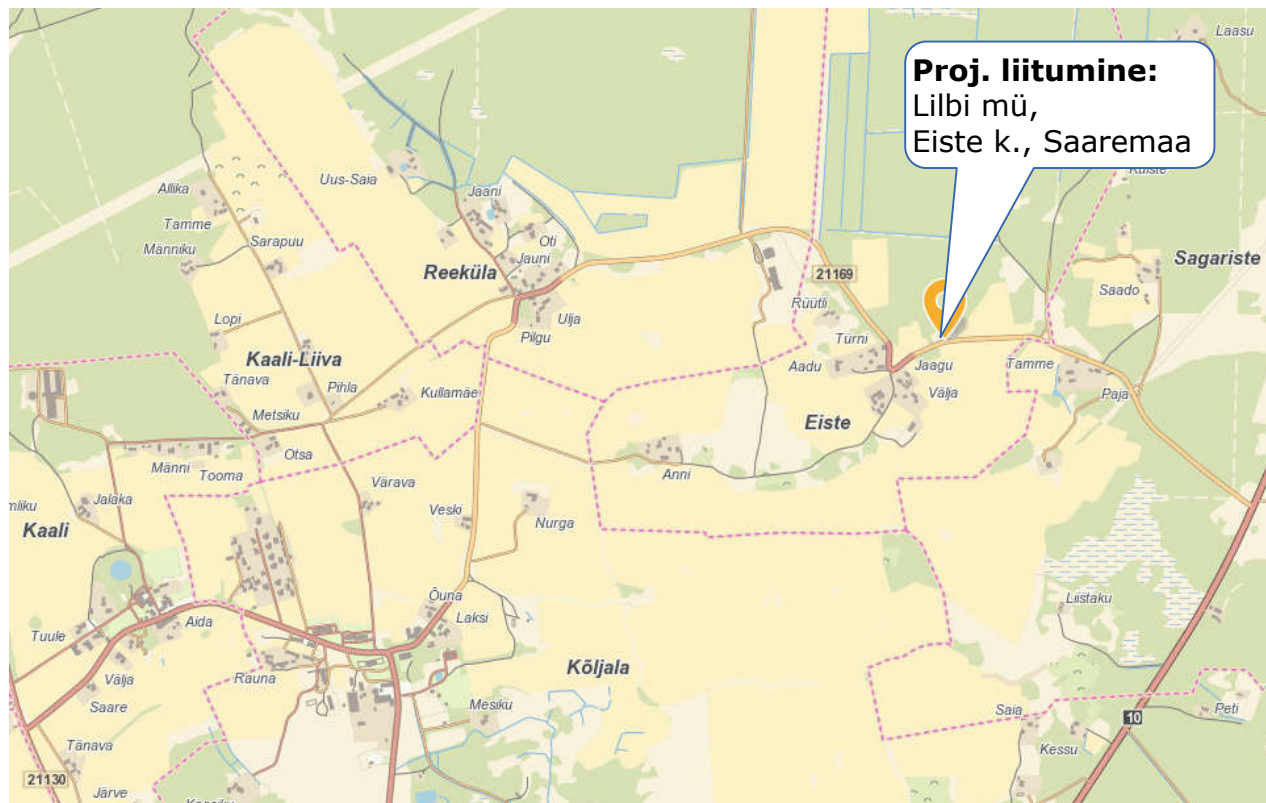 Laasu
Proj. liitumine:
Lilbi mü,
Eiste k., Saaremaa
Uus-Saia
Allika
Jaani
Tamme
Sarapuu
Männiku
Oti
Jauni
Reeküla
21169
Sagariste
Saado
Rüütli
Lopi
Ulja
Pilgu
Türni
Kaali-Liiva
Aadu
Jaagu
Tamme
Tänava
Pihla
Kullamäe
Välja
Paja
Metsiku
Eiste
Otsa
Männi
Tooma
Anni
Värava
Jalaka
Veski
Nurga
Kaali
Õuna
Laksi
Liistaku
Tuule
Aida
Rauna
Kõljala
Välja
Saare
Mesiku
Saia
Peti
10
Tänava
Kessu
21130
Järve